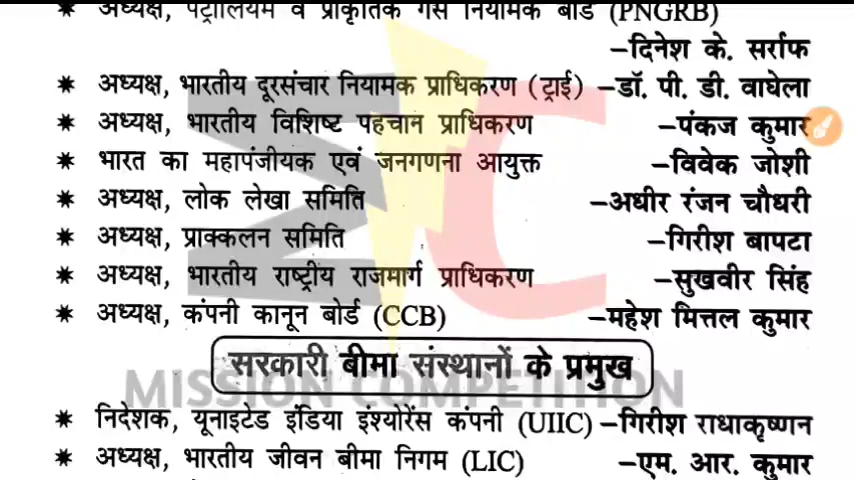 * अध्यक्ष, पेट्रोलियम व प्राकृतिक गैस नियामक बोर्ड (PNGRB)
–दिनेश के. सर्राफ
* अध्यक्ष, भारतीय दूरसंचार नियामक प्राधिकरण (ट्राई) –डॉ. पी. डी. वाघेला
* अध्यक्ष, भारतीय विशिष्ट पहचान प्राधिकरण –पंकज कुमार
* भारत का महापंजीयक एवं जनगणना आयुक्त –विवेक जोशी
* अध्यक्ष, लोक लेखा समिति –अधीर रंजन चौधरी
* अध्यक्ष, प्राक्कलन समिति –गिरीश बापटा
* अध्यक्ष, भारतीय राष्ट्रीय राजमार्ग प्राधिकरण –सुखवीर सिंह
* अध्यक्ष, कंपनी कानून बोर्ड (CCB) –महेश मित्तल कुमार
सरकारी बीमा संस्थानों के प्रमुख
MISSION COMPETITION
* निदेशक, यूनाइटेड इंडिया इंश्योरेंस कंपनी (UIIC) –गिरीश राधाकृष्णन
* अध्यक्ष, भारतीय जीवन बीमा निगम (LIC) –एम. आर. कुमार